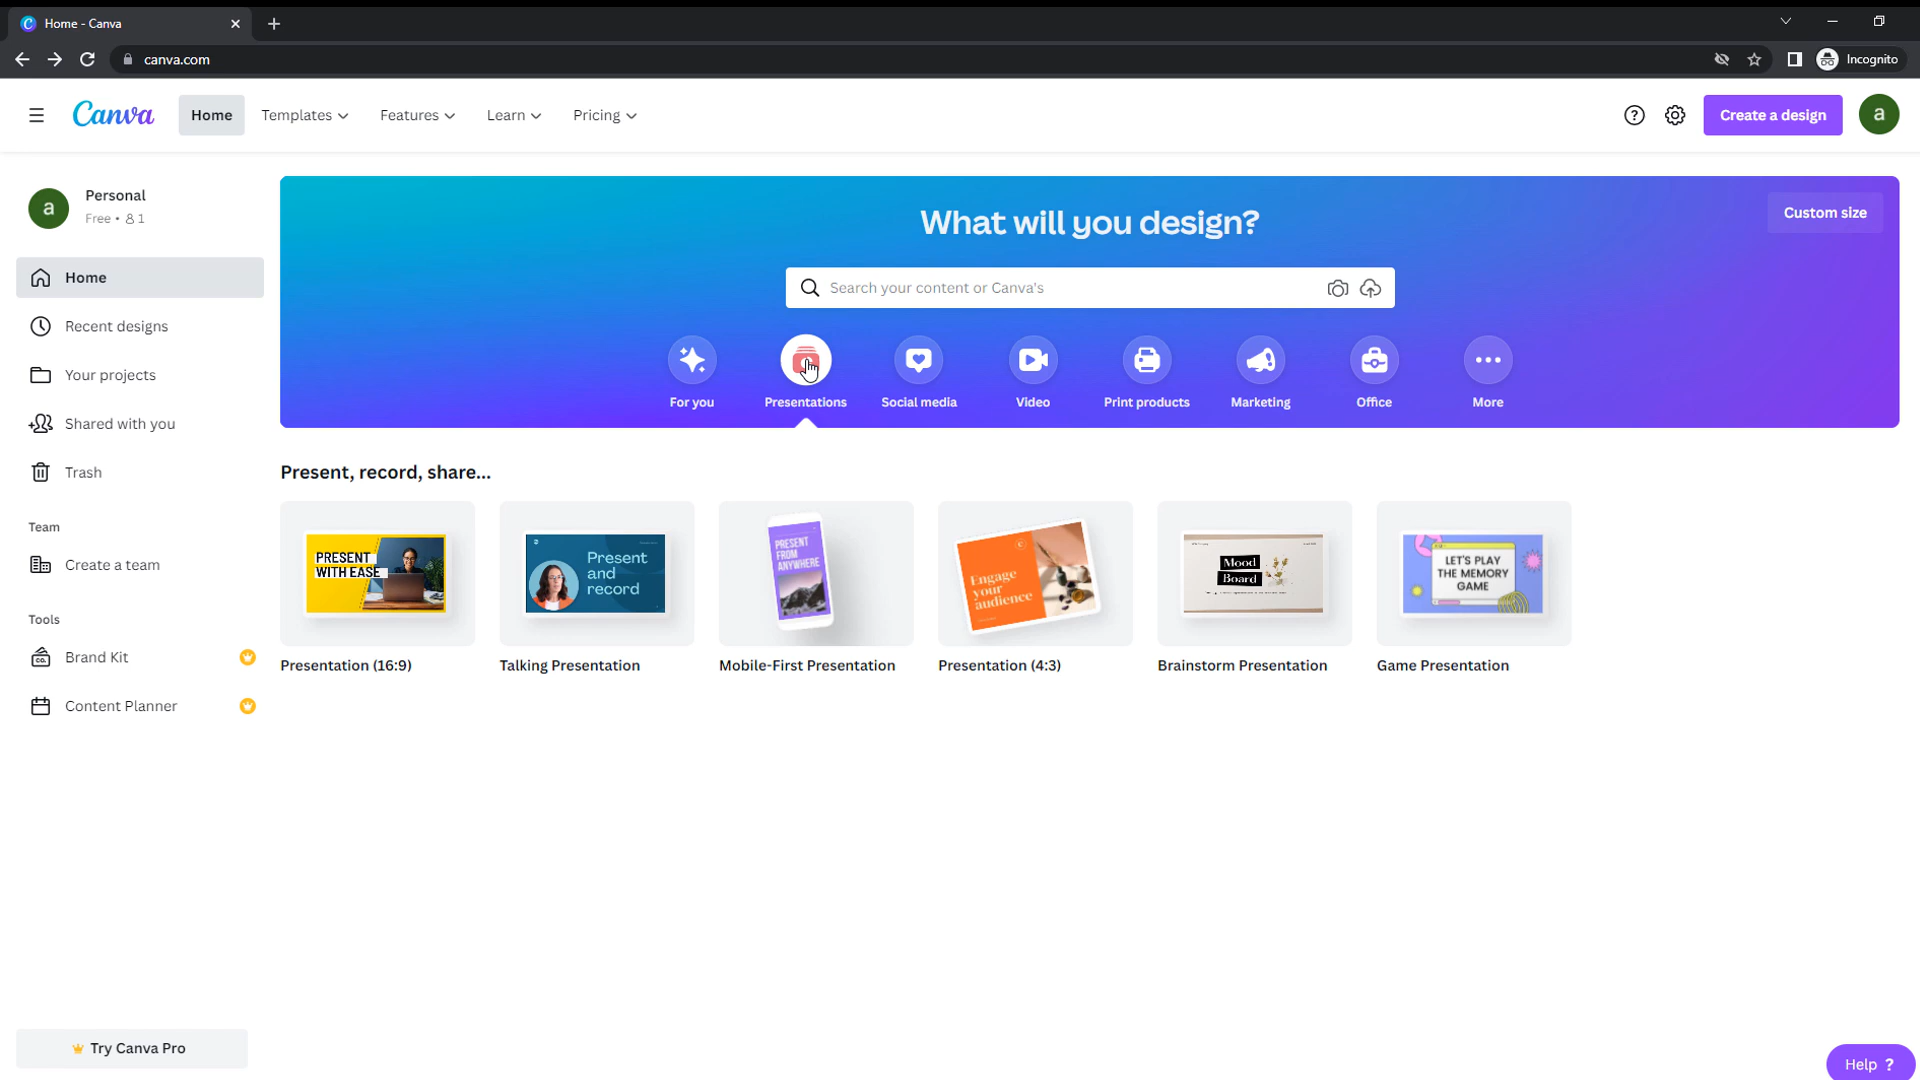 Home - Canva
canva.com
Incognito
Canva
Home
Templates
Features
Learn
Pricing
Create a design
a
a
Personal
Free • 1
Home
Recent designs
Your projects
Shared with you
Trash
Team
Create a team
Tools
Brand Kit
Content Planner
Try Canva Pro
What will you design?
Custom size
Search your content or Canva's
For you
Presentations
Social media
Video
Print products
Marketing
Office
More
Present, record, share...
PRESENT
WITH EASE
Present
and
record
PRESENT
FROM
ANYWHERE
Engage
your
audience
Mood
Board
LET'S PLAY
THE MEMORY
GAME
Presentation (16:9)
Talking Presentation
Mobile-First Presentation
Presentation (4:3)
Brainstorm Presentation
Game Presentation
Help ?